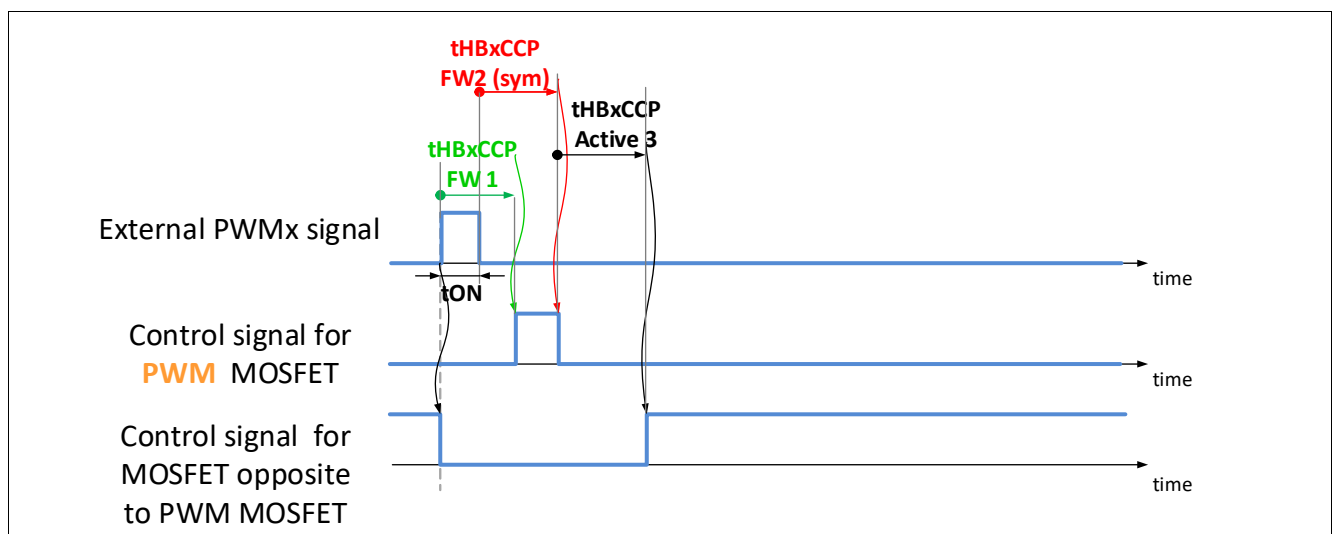 tHBxCCP
FW2 (sym)
tHBxCCP
Active 3
tHBxCCP
FW 1
External PWMx signal
time
tON
Control signal for
PWM MOSFET
time
Control signal for
MOSFET opposite
to PWM MOSFET
time